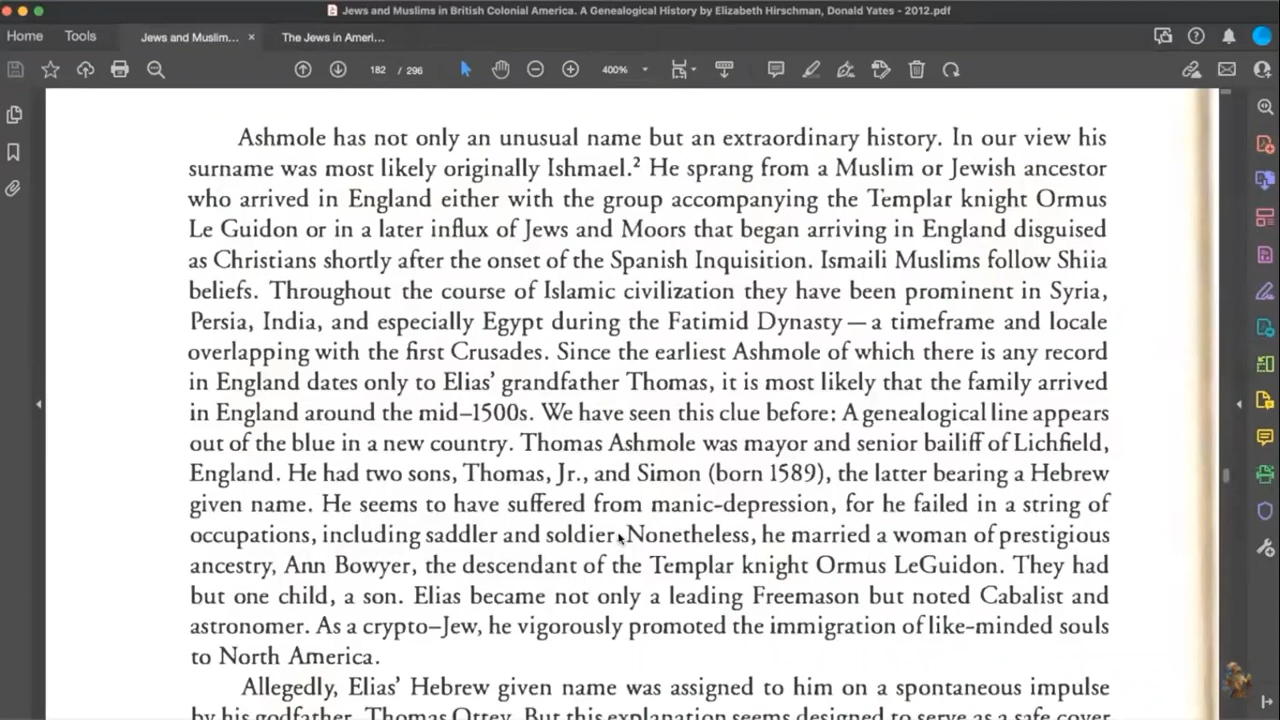 Jews and Muslims in British Colonial America. A Genealogical History by Elizabeth Hirschman, Donald Yates - 2012.pdf
Home Tools Jews and Muslim... × The Jews in Ameri...
182 / 296 400%
Ashmole has not only an unusual name but an extraordinary history. In our view his
surname was most likely originally Ishmael.² He sprang from a Muslim or Jewish ancestor
who arrived in England either with the group accompanying the Templar knight Ormus
Le Guidon or in a later influx of Jews and Moors that began arriving in England disguised
as Christians shortly after the onset of the Spanish Inquisition. Ismaili Muslims follow Shiia
beliefs. Throughout the course of Islamic civilization they have been prominent in Syria,
Persia, India, and especially Egypt during the Fatimid Dynasty — a timeframe and locale
overlapping with the first Crusades. Since the earliest Ashmole of which there is any record
in England dates only to Elias' grandfather Thomas, it is most likely that the family arrived
in England around the mid–1500s. We have seen this clue before: A genealogical line appears
out of the blue in a new country. Thomas Ashmole was mayor and senior bailiff of Lichfield,
England. He had two sons, Thomas, Jr., and Simon (born 1589), the latter bearing a Hebrew
given name. He seems to have suffered from manic-depression, for he failed in a string of
occupations, including saddler and soldier. Nonetheless, he married a woman of prestigious
ancestry, Ann Bowyer, the descendant of the Templar knight Ormus LeGuidon. They had
but one child, a son. Elias became not only a leading Freemason but noted Cabalist and
astronomer. As a crypto–Jew, he vigorously promoted the immigration of like-minded souls
to North America.
Allegedly, Elias' Hebrew given name was assigned to him on a spontaneous impulse
by his godfather, Thomas Ottey. But this explanation seems designed to serve as a safe cover